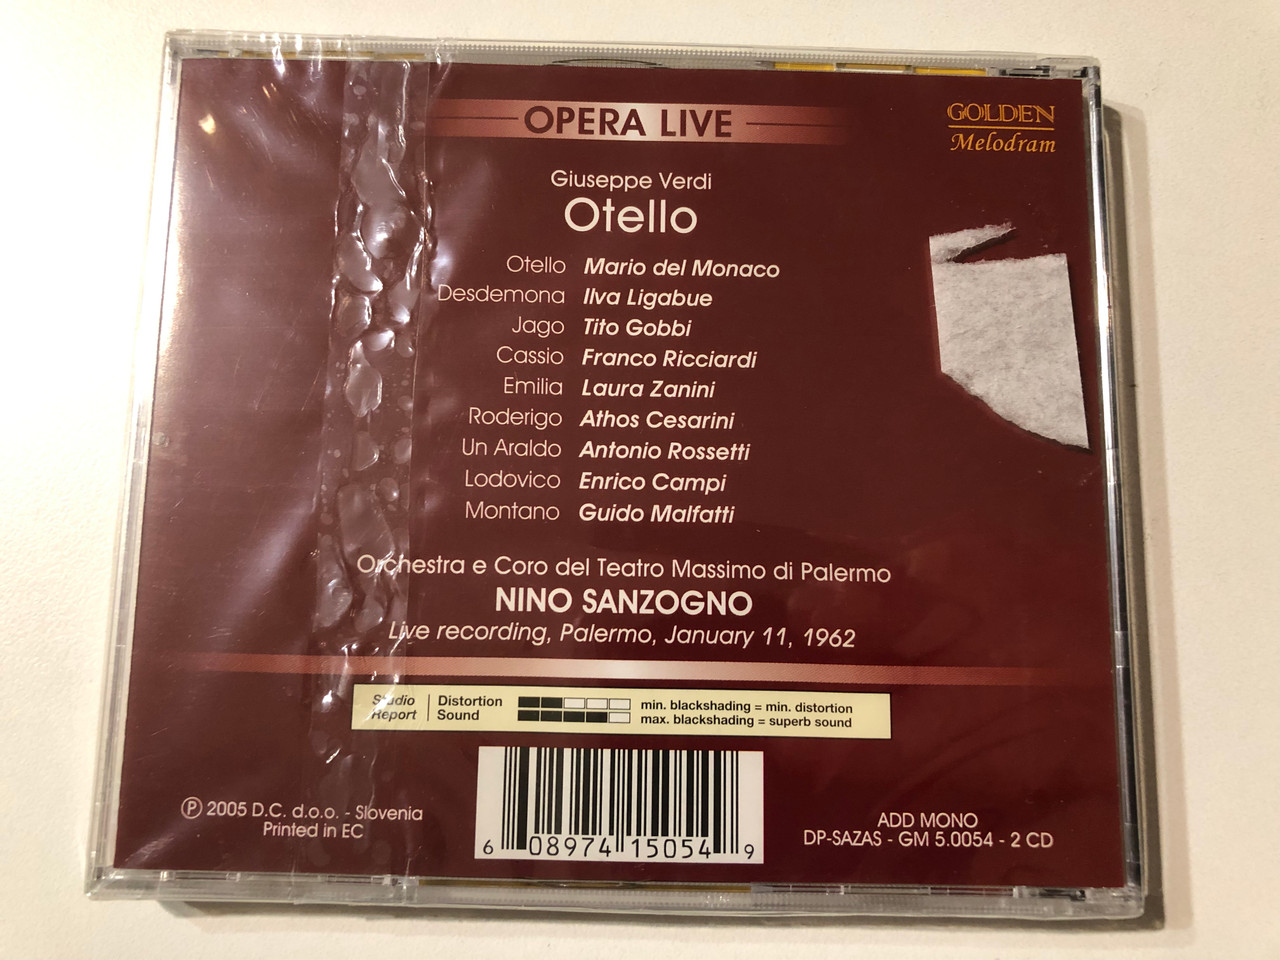 OPERA LIVE
GOLDEN
Melodram
Giuseppe Verdi
Otello
Otello Mario del Monaco
Desdemona Ilva Ligabue
Jago Tito Gobbi
Cassio Franco Ricciardi
Emilia Laura Zanini
Roderigo Athos Cesarini
Un Araldo Antonio Rossetti
Lodovico Enrico Campi
Montano Guido Malfatti
Orchestra e Coro del Teatro Massimo di Palermo
NINO SANZOGNO
Live recording, Palermo, January 11, 1962
Studio Report
Distortion min. blackshading = min. distortion
Sound max. blackshading = superb sound
℗ 2005 D.C. d.o.o. - Slovenia
Printed in EC
6 08974 15054 9
ADD MONO
DP-SAZAS - GM 5.0054 - 2 CD